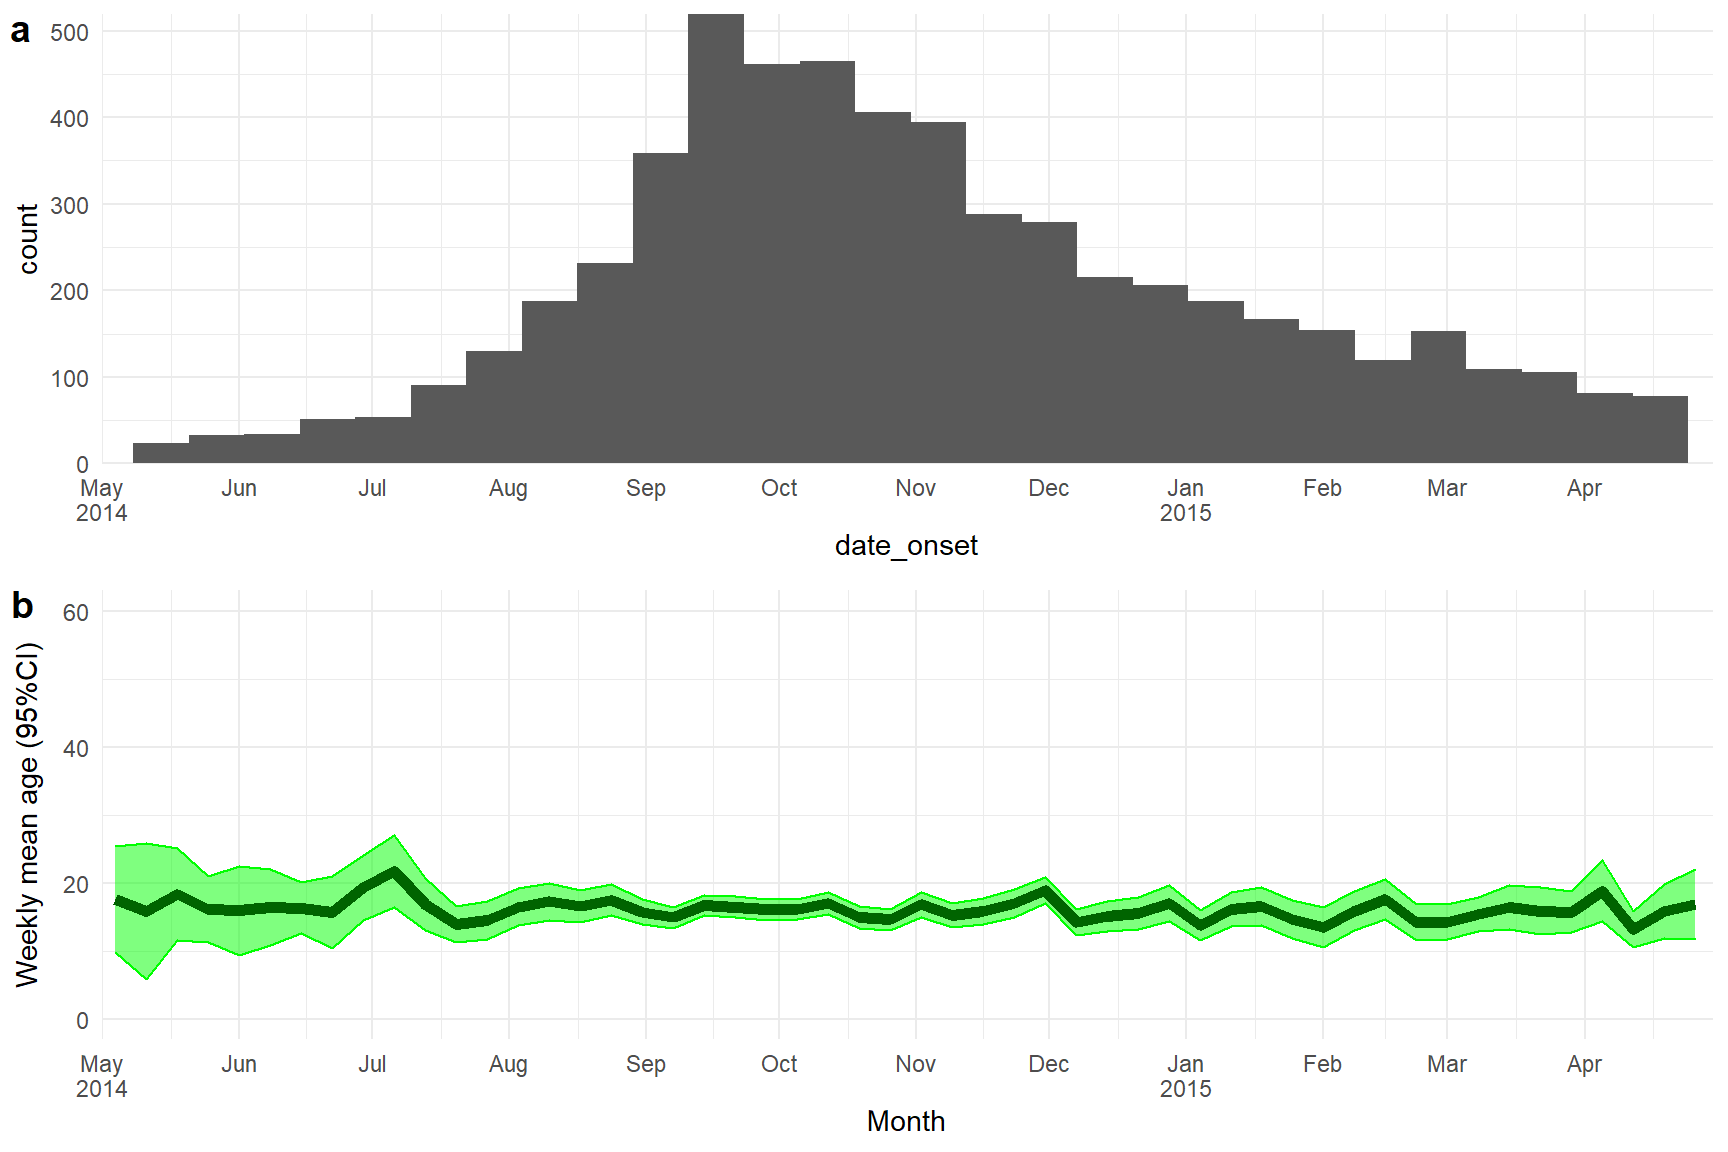 a
500
400
300
200
100
0
count
May Jun Jul Aug Sep Oct Nov Dec Jan Feb Mar Apr
2014 2015
date_onset
b
60
40
20
0
Weekly mean age (95%CI)
May Jun Jul Aug Sep Oct Nov Dec Jan Feb Mar Apr
2014 2015
Month